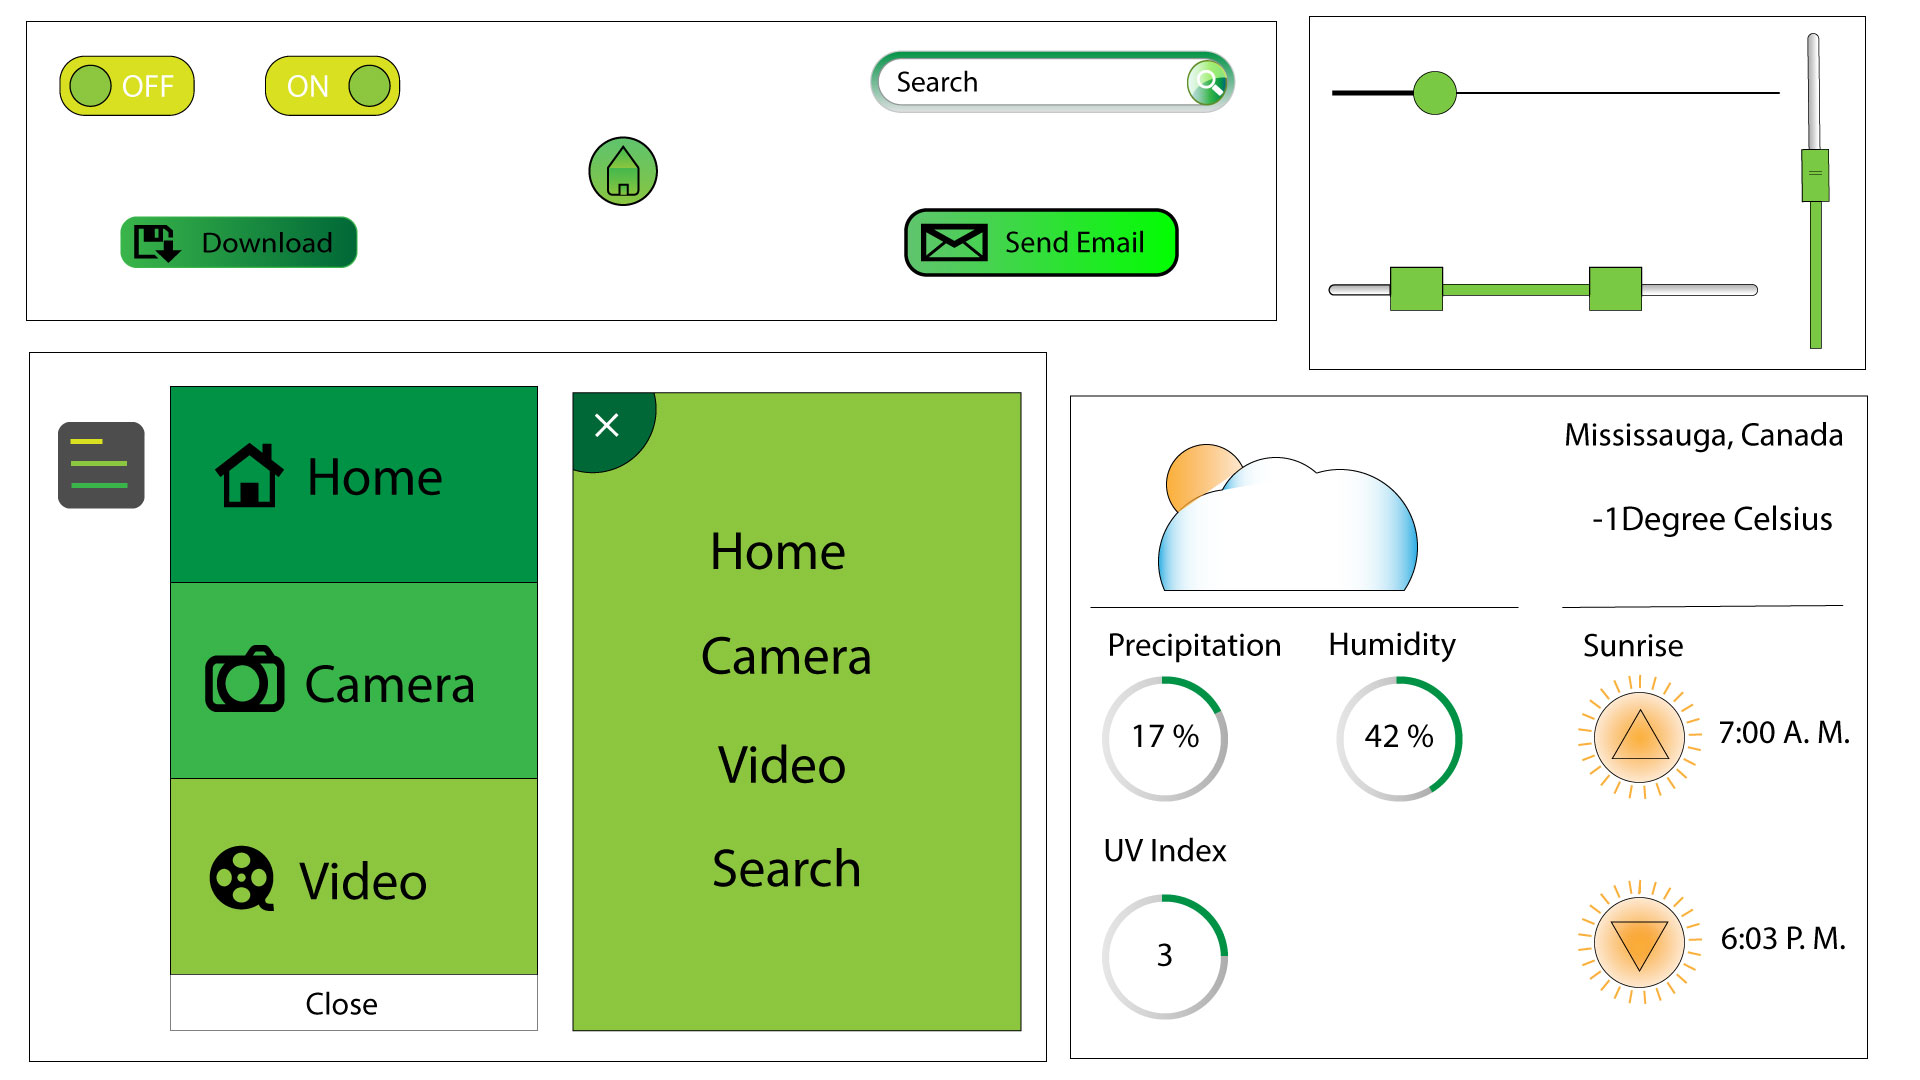 OFF
ON
Search
Download
Send Email
Home
Camera
Video
Close
Home
Camera
Video
Search
Mississauga, Canada
-1Degree Celsius
Precipitation
Humidity
Sunrise
17 %
42 %
7:00 A. M.
UV Index
3
6:03 P. M.